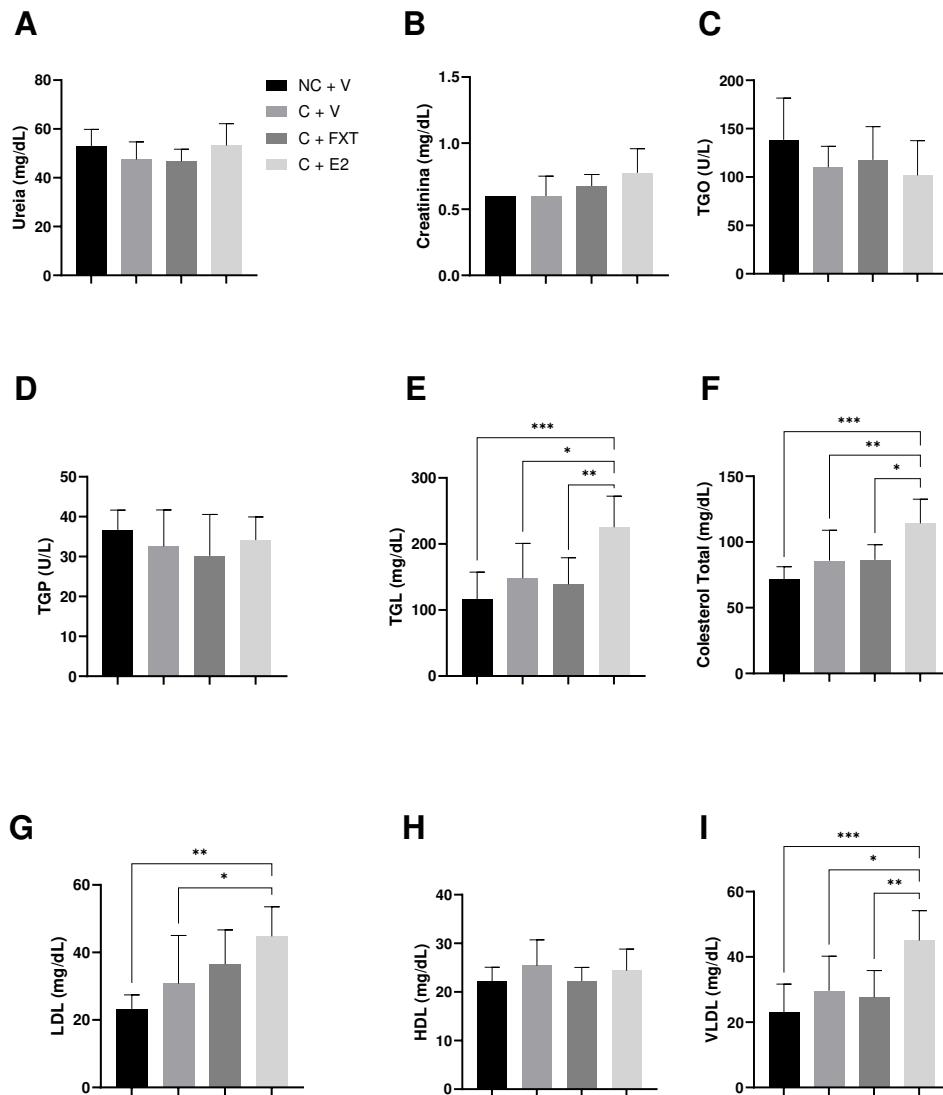 A
Ureia (mg/dL)
80
60
40
20
0
NC + V
C + V
C + FXT
C + E2
B
Creatinina (mg/dL)
1.5
1.0
0.5
0.0
C
TGO (U/L)
200
150
100
50
0
D
TGP (U/L)
50
40
30
20
10
0
E
TGL (mg/dL)
300
200
100
0
***
*
**
F
Colesterol Total (mg/dL)
150
100
50
0
***
**
*
G
LDL (mg/dL)
60
40
20
0
**
*
H
HDL (mg/dL)
40
30
20
10
0
I
VLDL (mg/dL)
60
40
20
0
***
*
**